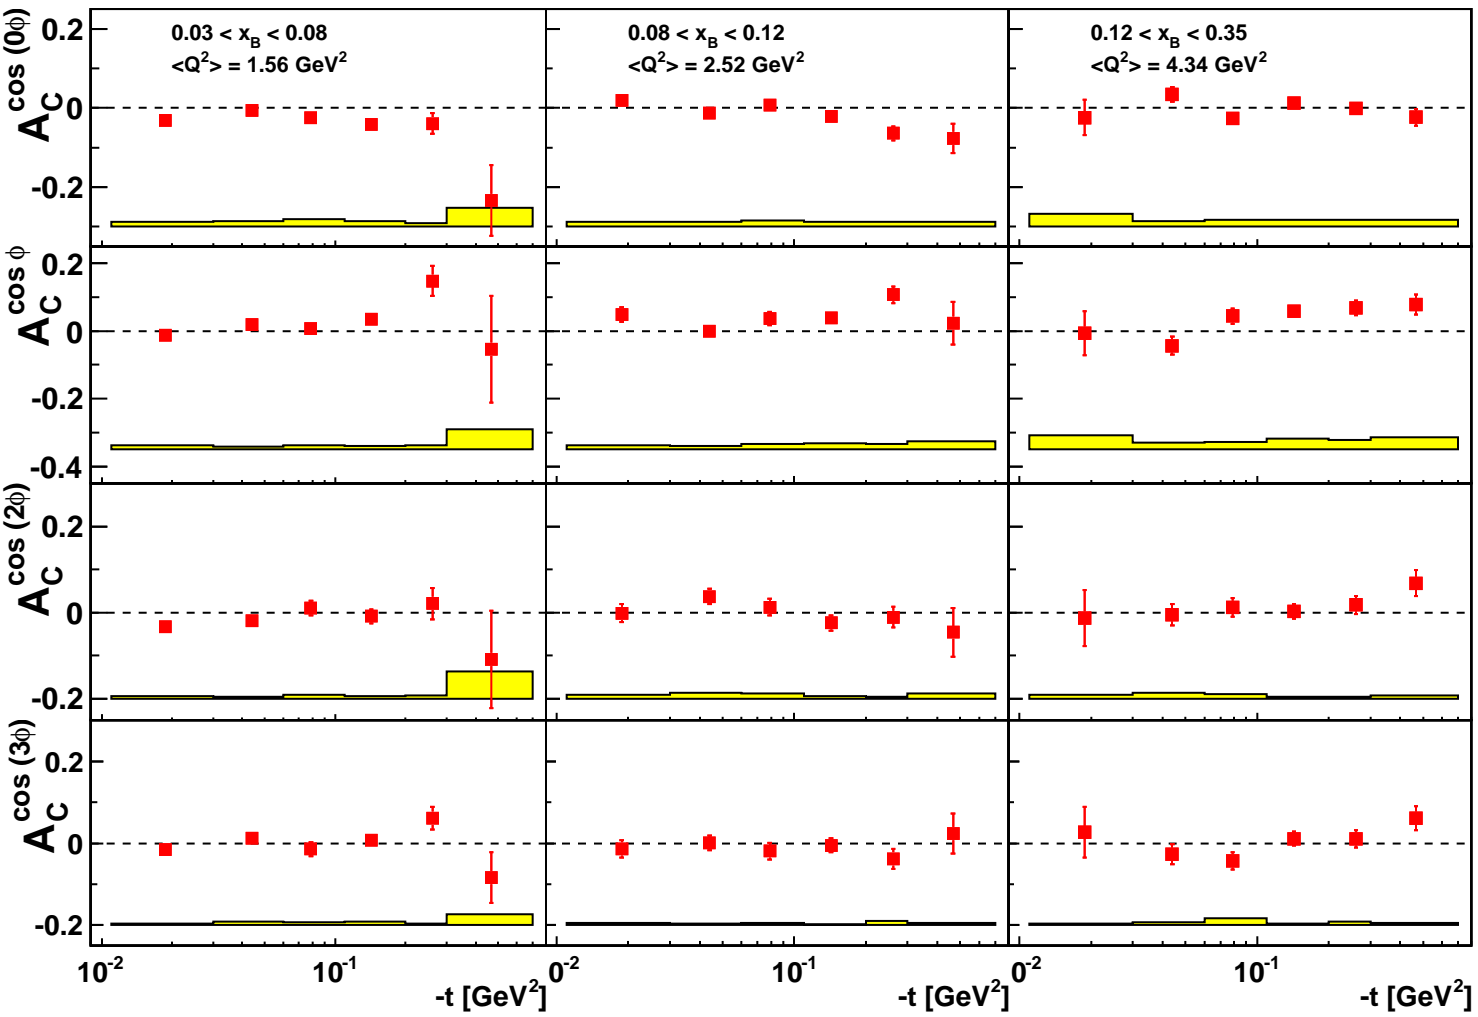 0.03 < x_B < 0.08
<Q²> = 1.56 GeV²
0.08 < x_B < 0.12
<Q²> = 2.52 GeV²
0.12 < x_B < 0.35
<Q²> = 4.34 GeV²
A_C^cos (0ϕ)
0.2
0
-0.2
A_C^cos ϕ
0.2
0
-0.2
-0.4
A_C^cos (2ϕ)
0.2
0
-0.2
A_C^cos (3ϕ)
0.2
0
-0.2
10⁻² 10⁻¹ 0⁻² 10⁻¹ 0⁻² 10⁻¹
-t [GeV²] -t [GeV²] -t [GeV²]